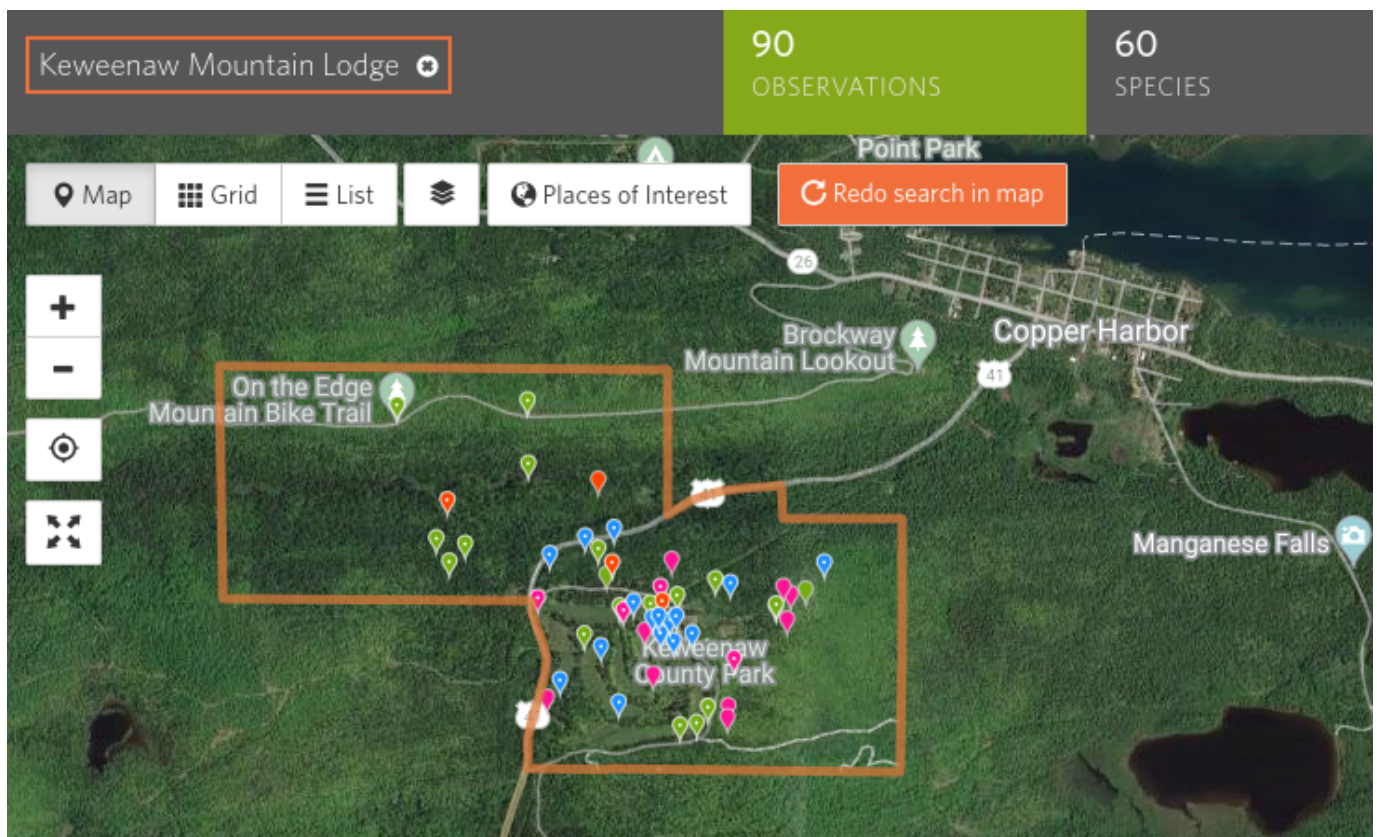 Keweenaw Mountain Lodge
90
OBSERVATIONS
60
SPECIES
Point Park
Map
Grid
List
Places of Interest
Redo search in map
26
Brockway
Mountain Lookout
Copper Harbor
41
On the Edge
Mountain Bike Trail
Manganese Falls
Keweenaw
County Park